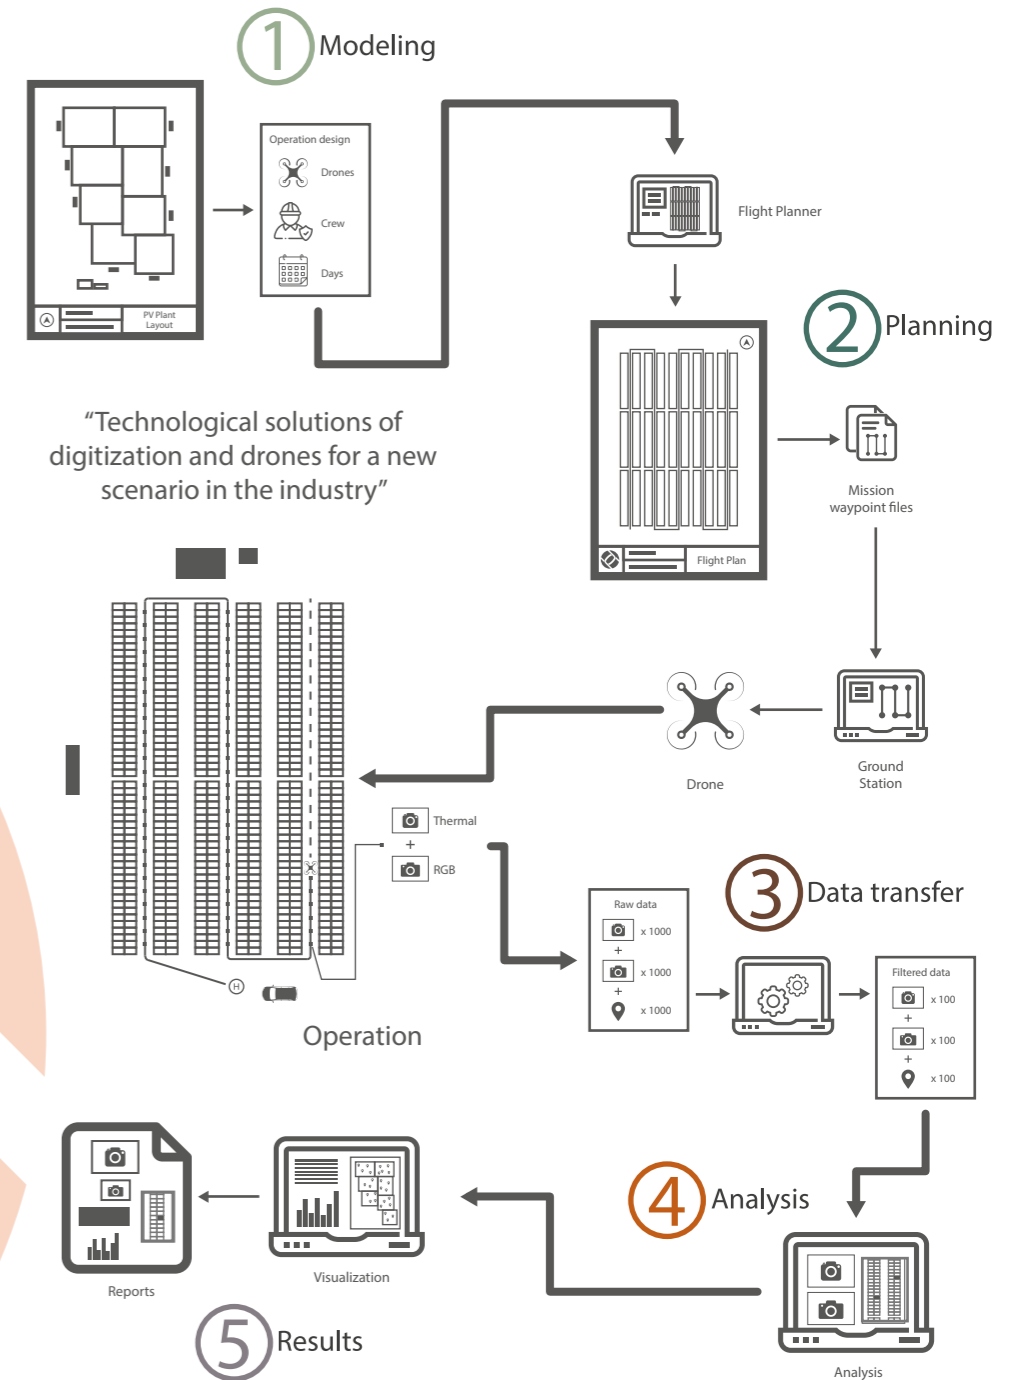 1 Modeling
PV Plant
Layout
Operation design
Drones
Crew
Days
Flight Planner
2 Planning
Flight Plan
Mission
waypoint files
“Technological solutions of
digitization and drones for a new
scenario in the industry”
Ground
Station
Drone
Thermal
+
RGB
H
Operation
3 Data transfer
Raw data
x 1000
+
x 1000
+
x 1000
Filtered data
x 100
+
x 100
+
x 100
4 Analysis
Analysis
Visualization
Reports
5 Results